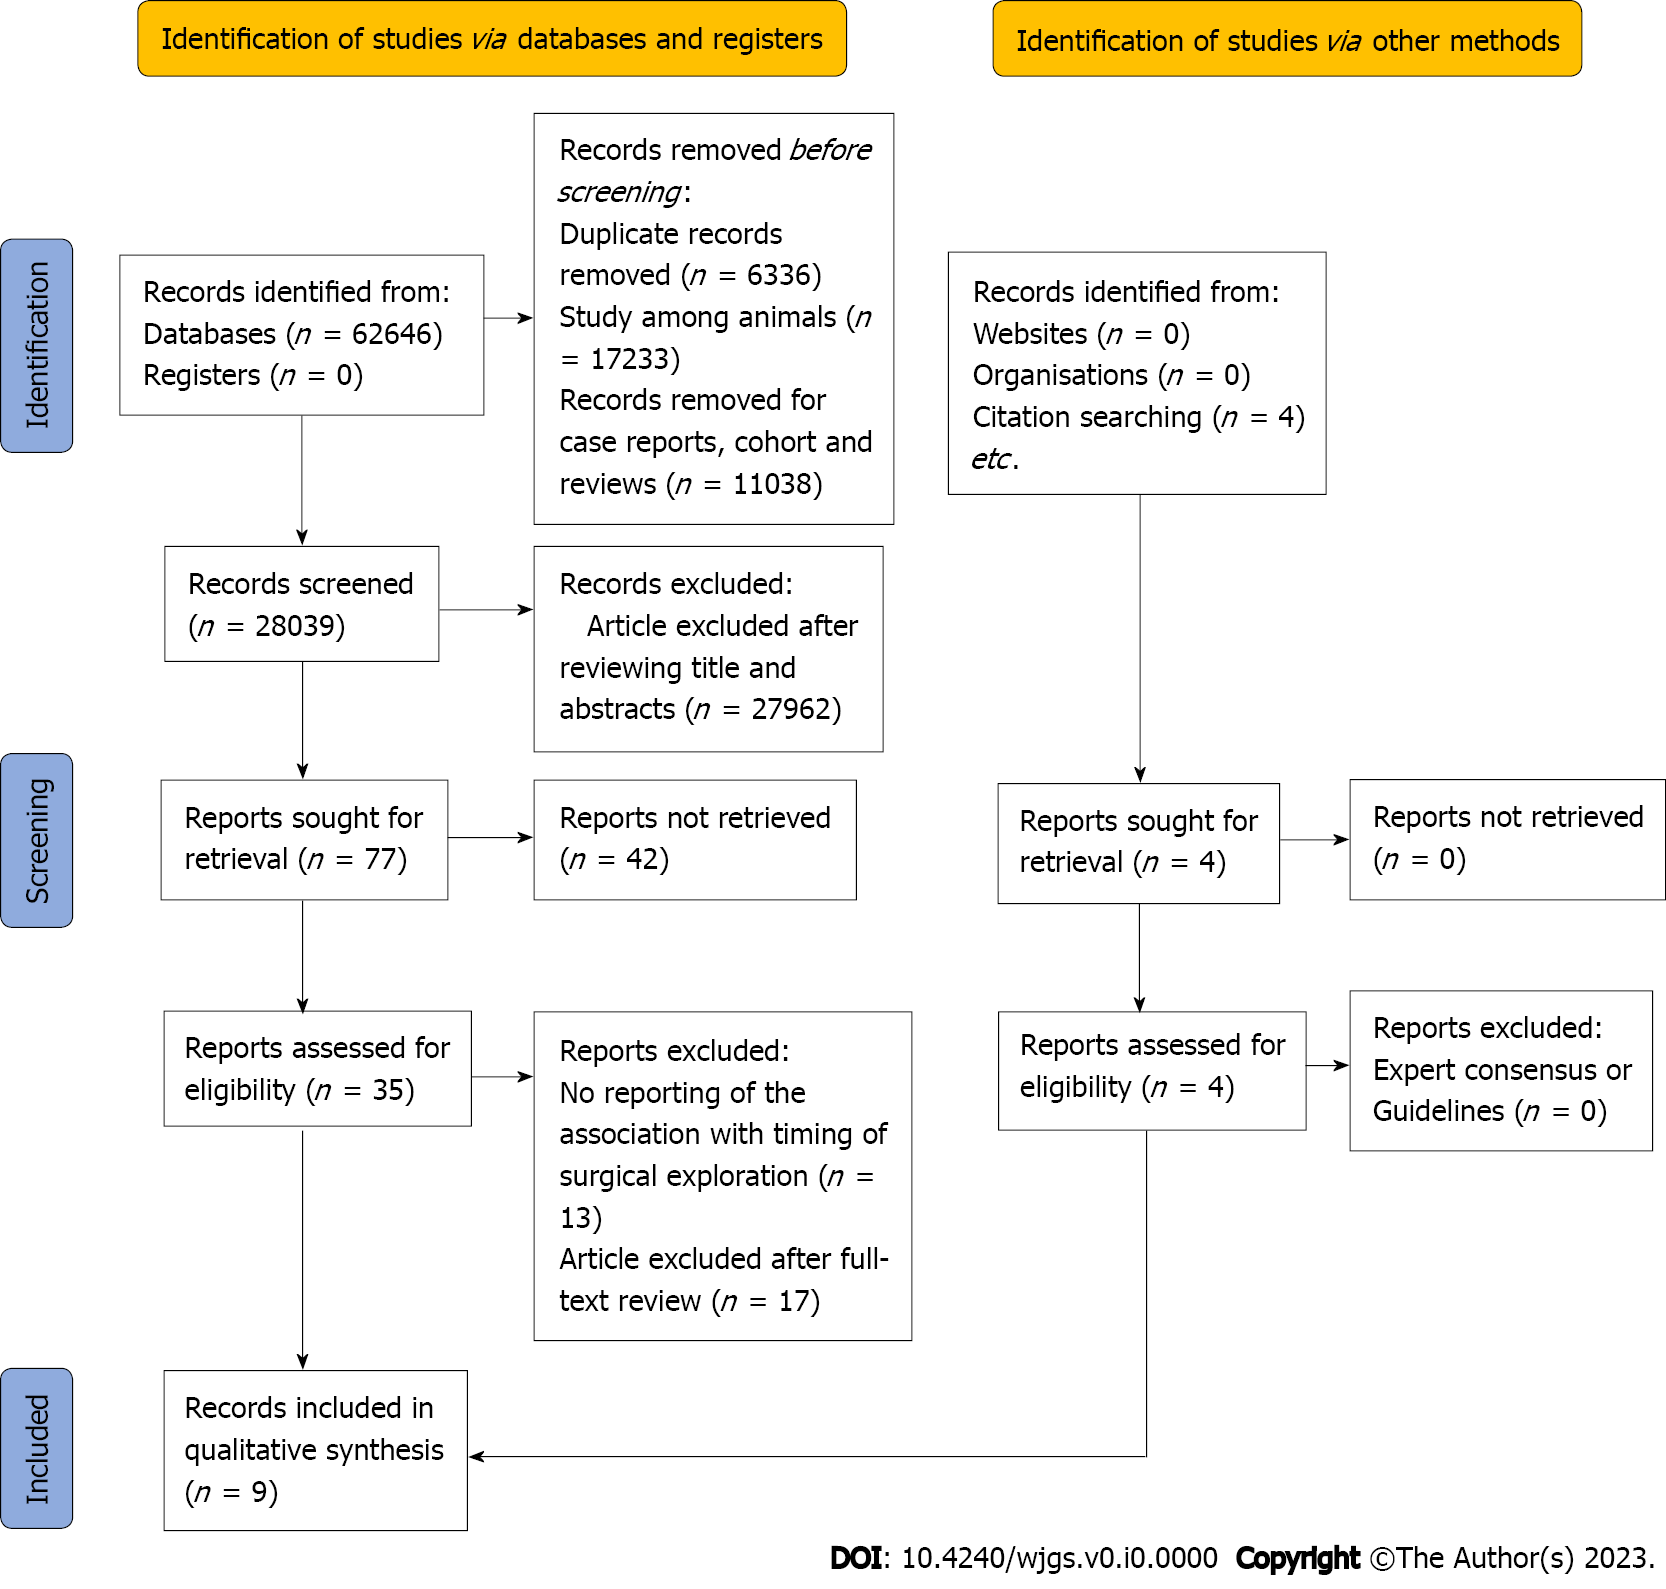 Identification of studies via databases and registers
Identification of studies via other methods
Identification
Records identified from:
Databases (n = 62646)
Registers (n = 0)
Records removed before
screening:
Duplicate records
removed (n = 6336)
Study among animals (n
= 17233)
Records removed for
case reports, cohort and
reviews (n = 11038)
Records identified from:
Websites (n = 0)
Organisations (n = 0)
Citation searching (n = 4)
etc.
Records screened
(n = 28039)
Records excluded:
Article excluded after
reviewing title and
abstracts (n = 27962)
Screening
Reports sought for
retrieval (n = 77)
Reports not retrieved
(n = 42)
Reports sought for
retrieval (n = 4)
Reports not retrieved
(n = 0)
Reports assessed for
eligibility (n = 35)
Reports excluded:
No reporting of the
association with timing of
surgical exploration (n =
13)
Article excluded after full-
text review (n = 17)
Reports assessed for
eligibility (n = 4)
Reports excluded:
Expert consensus or
Guidelines (n = 0)
Included
Records included in
qualitative synthesis
(n = 9)
DOI: 10.4240/wjgs.v0.i0.0000 Copyright ©The Author(s) 2023.